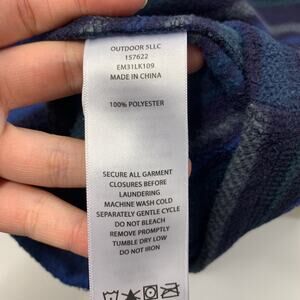 OUTDOOR 5LLC
157622
EM31LK109
MADE IN CHINA
100% POLYESTER
SECURE ALL GARMENT
CLOSURES BEFORE
LAUNDERING
MACHINE WASH COLD
SEPARATELY GENTLE CYCLE
DO NOT BLEACH
REMOVE PROMPTLY
TUMBLE DRY LOW
DO NOT IRON